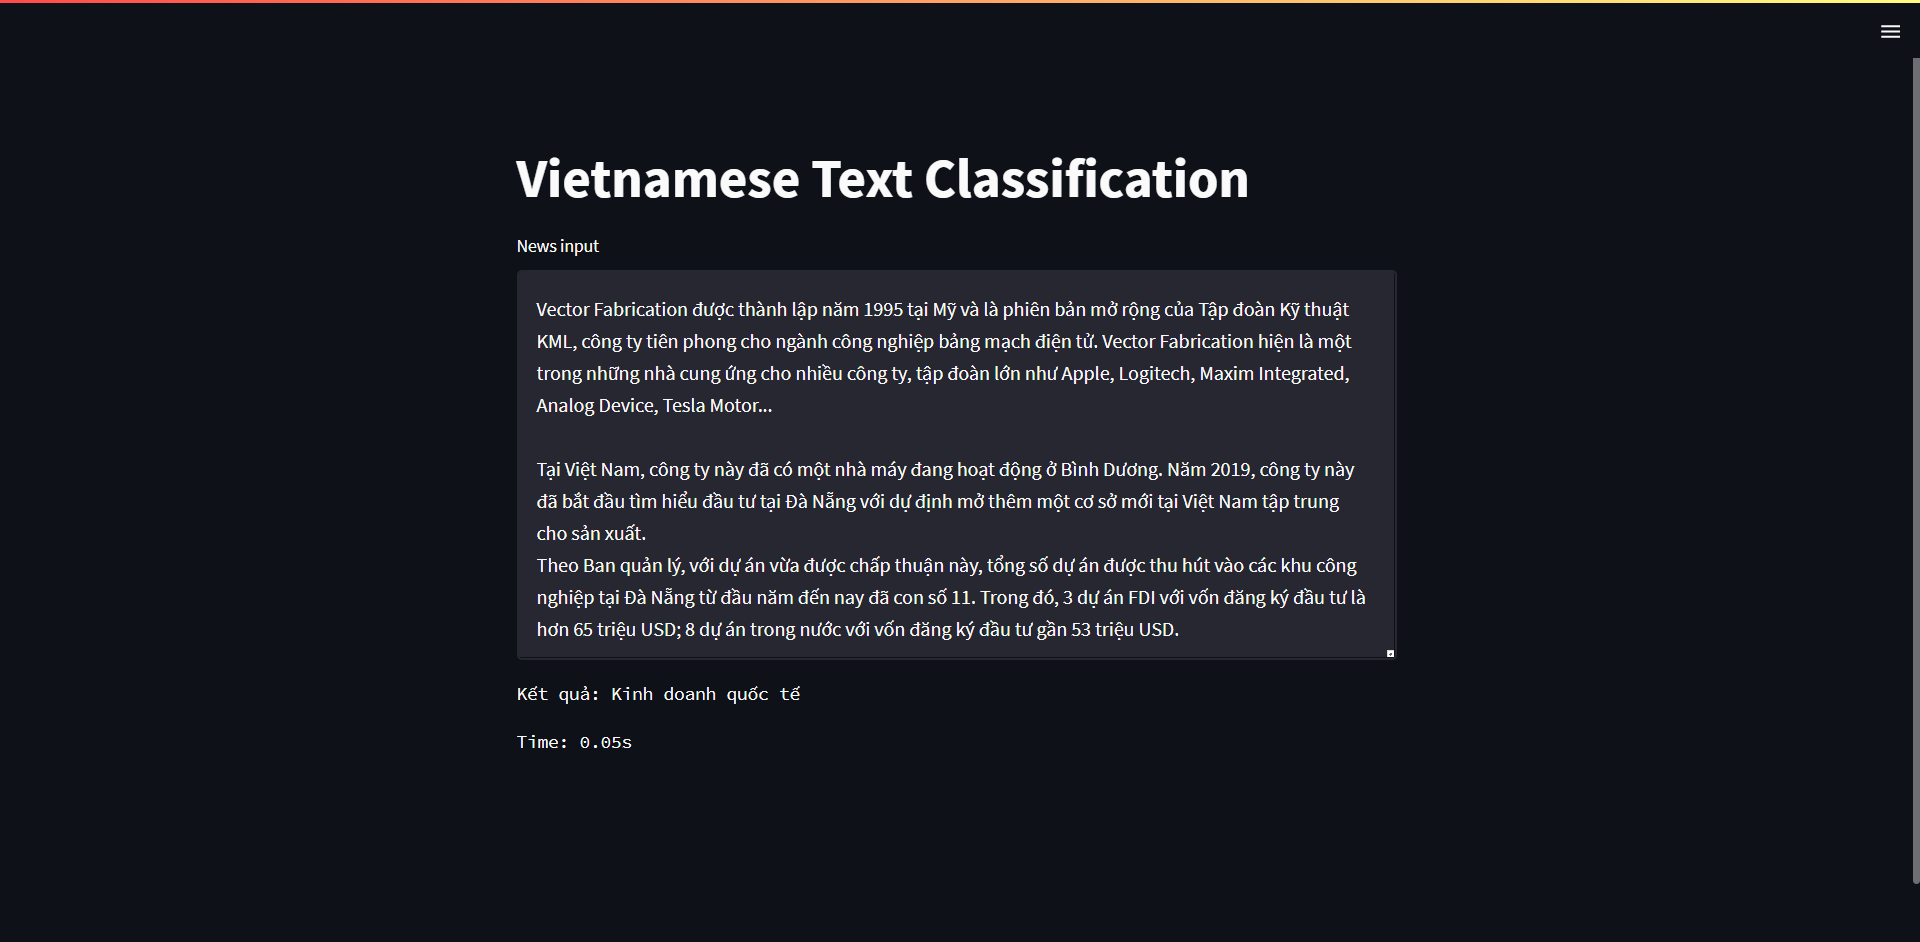 Vietnamese Text Classification
News input
Vector Fabrication được thành lập năm 1995 tại Mỹ và là phiên bản mở rộng của Tập đoàn Kỹ thuật
KML, công ty tiên phong cho ngành công nghiệp bảng mạch điện tử. Vector Fabrication hiện là một
trong những nhà cung ứng cho nhiều công ty, tập đoàn lớn như Apple, Logitech, Maxim Integrated,
Analog Device, Tesla Motor...
Tại Việt Nam, công ty này đã có một nhà máy đang hoạt động ở Bình Dương. Năm 2019, công ty này
đã bắt đầu tìm hiểu đầu tư tại Đà Nẵng với dự định mở thêm một cơ sở mới tại Việt Nam tập trung
cho sản xuất.
Theo Ban quản lý, với dự án vừa được chấp thuận này, tổng số dự án được thu hút vào các khu công
nghiệp tại Đà Nẵng từ đầu năm đến nay đã con số 11. Trong đó, 3 dự án FDI với vốn đăng ký đầu tư là
hơn 65 triệu USD; 8 dự án trong nước với vốn đăng ký đầu tư gần 53 triệu USD.
Kết quả: Kinh doanh quốc tế
Time: 0.05s